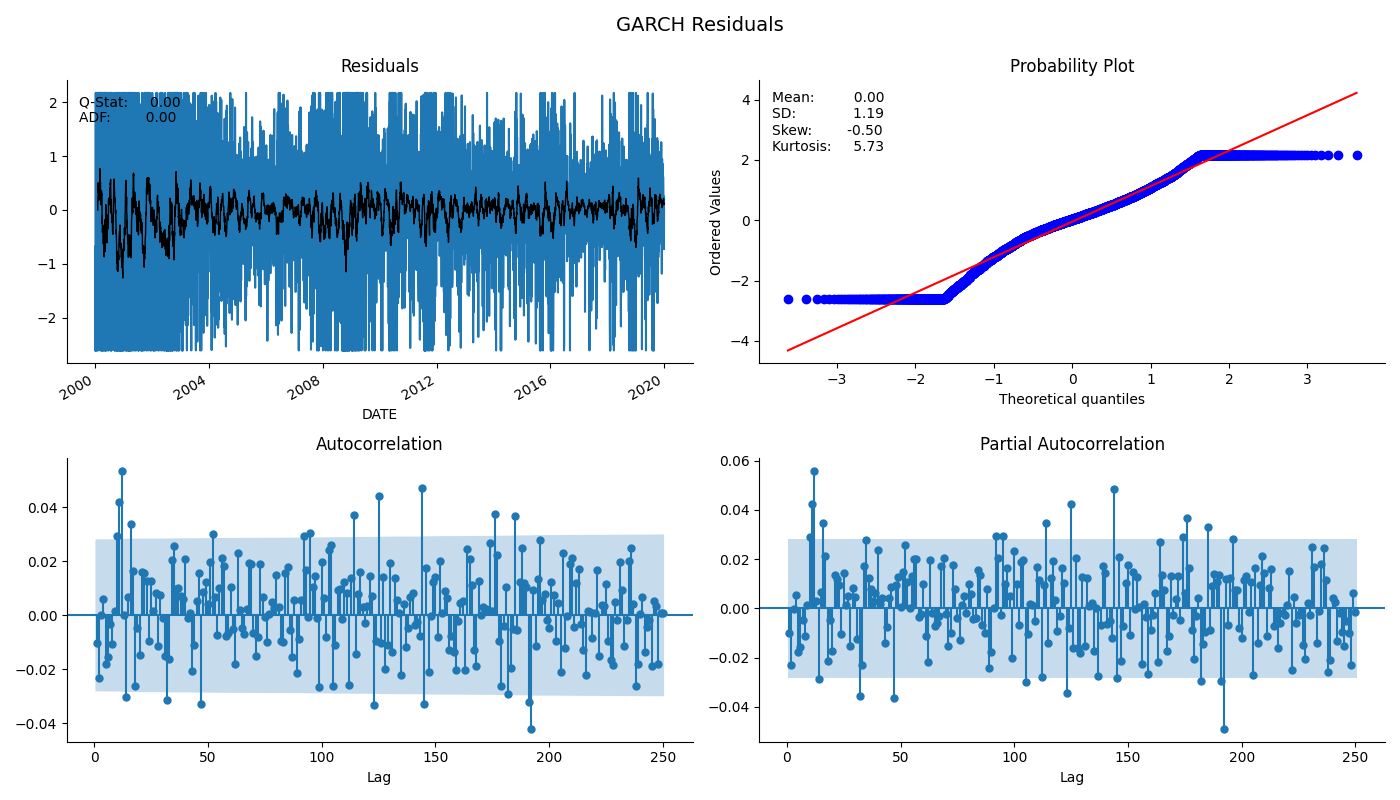 GARCH Residuals
Residuals
Q-Stat: 0.00
ADF: 0.00
2
1
0
−1
−2
2000
2004
2008
2012
2016
2020
DATE
Probability Plot
Mean: 0.00
SD: 1.19
Skew: -0.50
Kurtosis: 5.73
Ordered Values
4
2
0
−2
−4
−3
−2
−1
0
1
2
3
Theoretical quantiles
Autocorrelation
0.04
0.02
0.00
−0.02
−0.04
0
50
100
150
200
250
Lag
Partial Autocorrelation
0.06
0.04
0.02
0.00
−0.02
−0.04
0
50
100
150
200
250
Lag